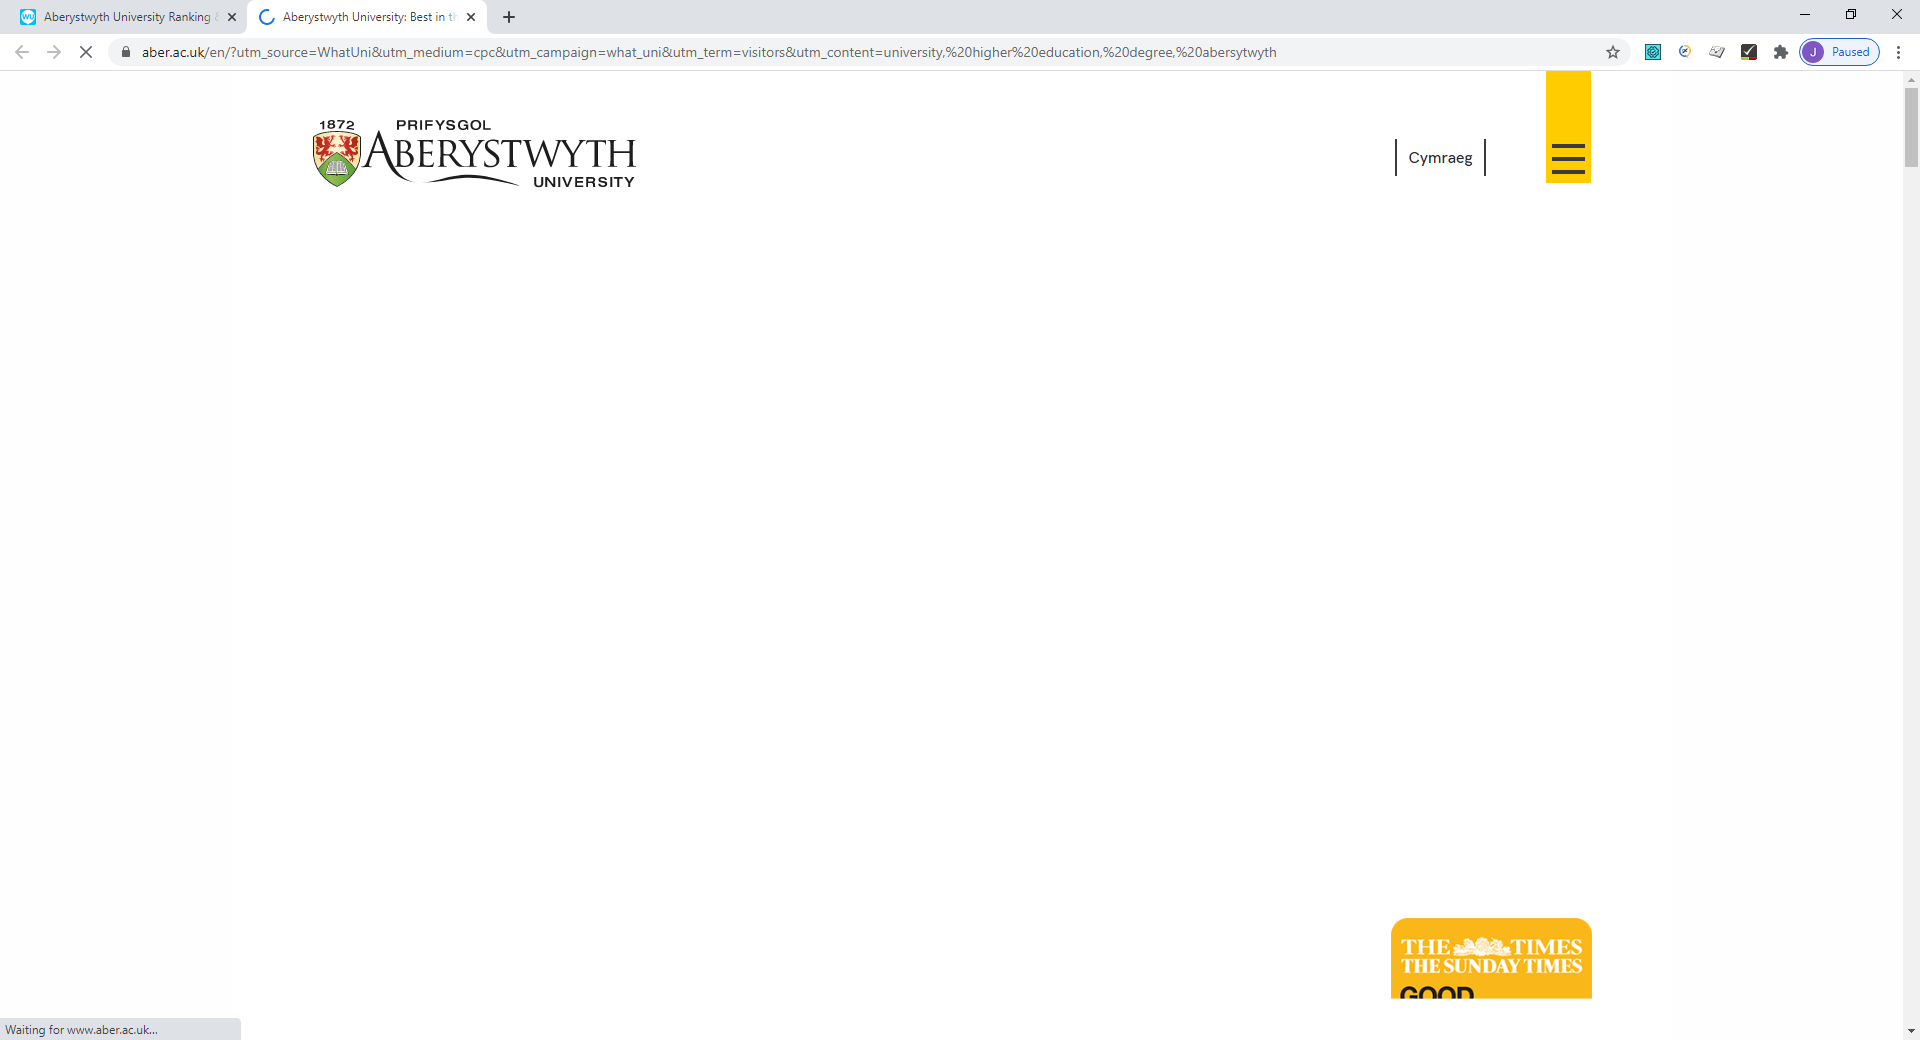 Aberystwyth University Ranking
Aberystwyth University: Best in
aber.ac.uk/en/?utm_source=WhatUni&utm_medium=cpc&utm_campaign=what_uni&utm_term=visitors&utm_content=university,%20higher%20education,%20degree,%20abersytwyth
J Paused
1872 PRIFYSGOL
ABERYSTWYTH
UNIVERSITY
Cymraeg
THE TIMES
THE SUNDAY TIMES
GOOD
Waiting for www.aber.ac.uk...